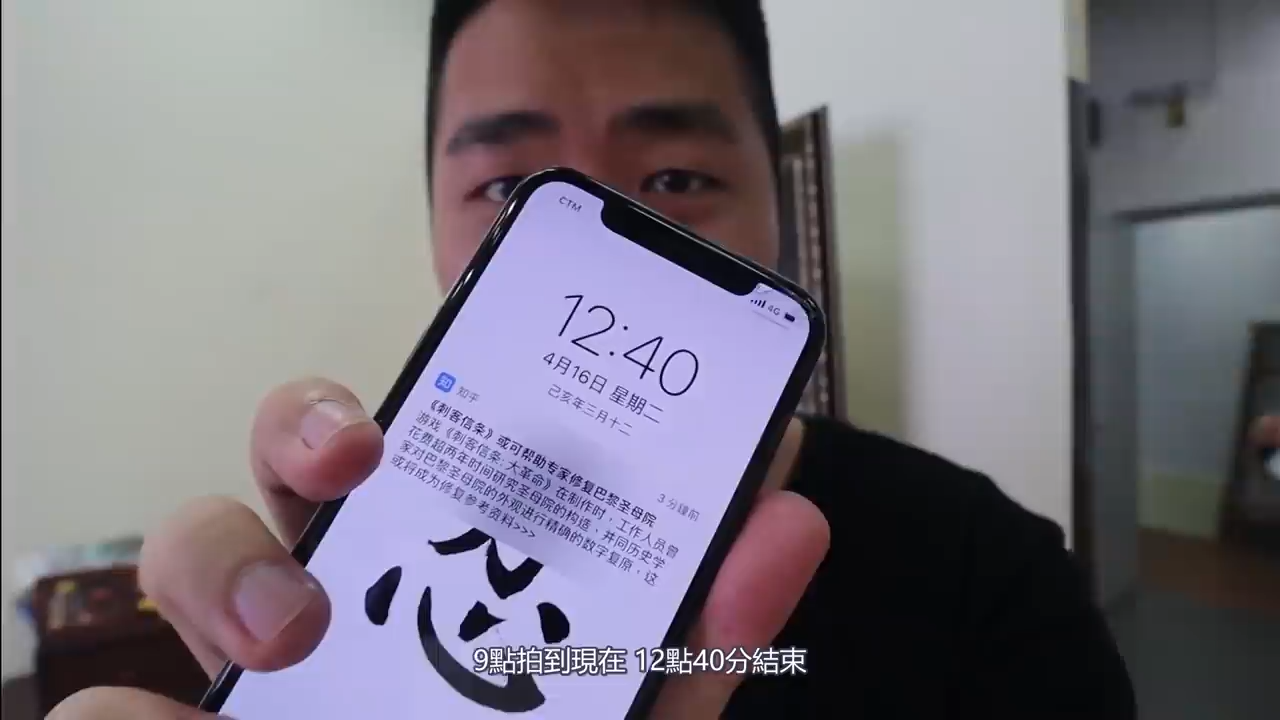 CTM
4G
12:40
4月16日 星期二
己亥年三月十二
知 知乎
3 分鐘前
《刺客信条》或可帮助专家修复巴黎圣母院
游戏《刺客信条 大革命》在制作时，工作人员曾
花费超两年时间研究圣母院的构造，并同历史学
家对巴黎圣母院的外观进行精确的数字复原，这
或将成为修复参考资料>>>
9點拍到現在 12點40分結束